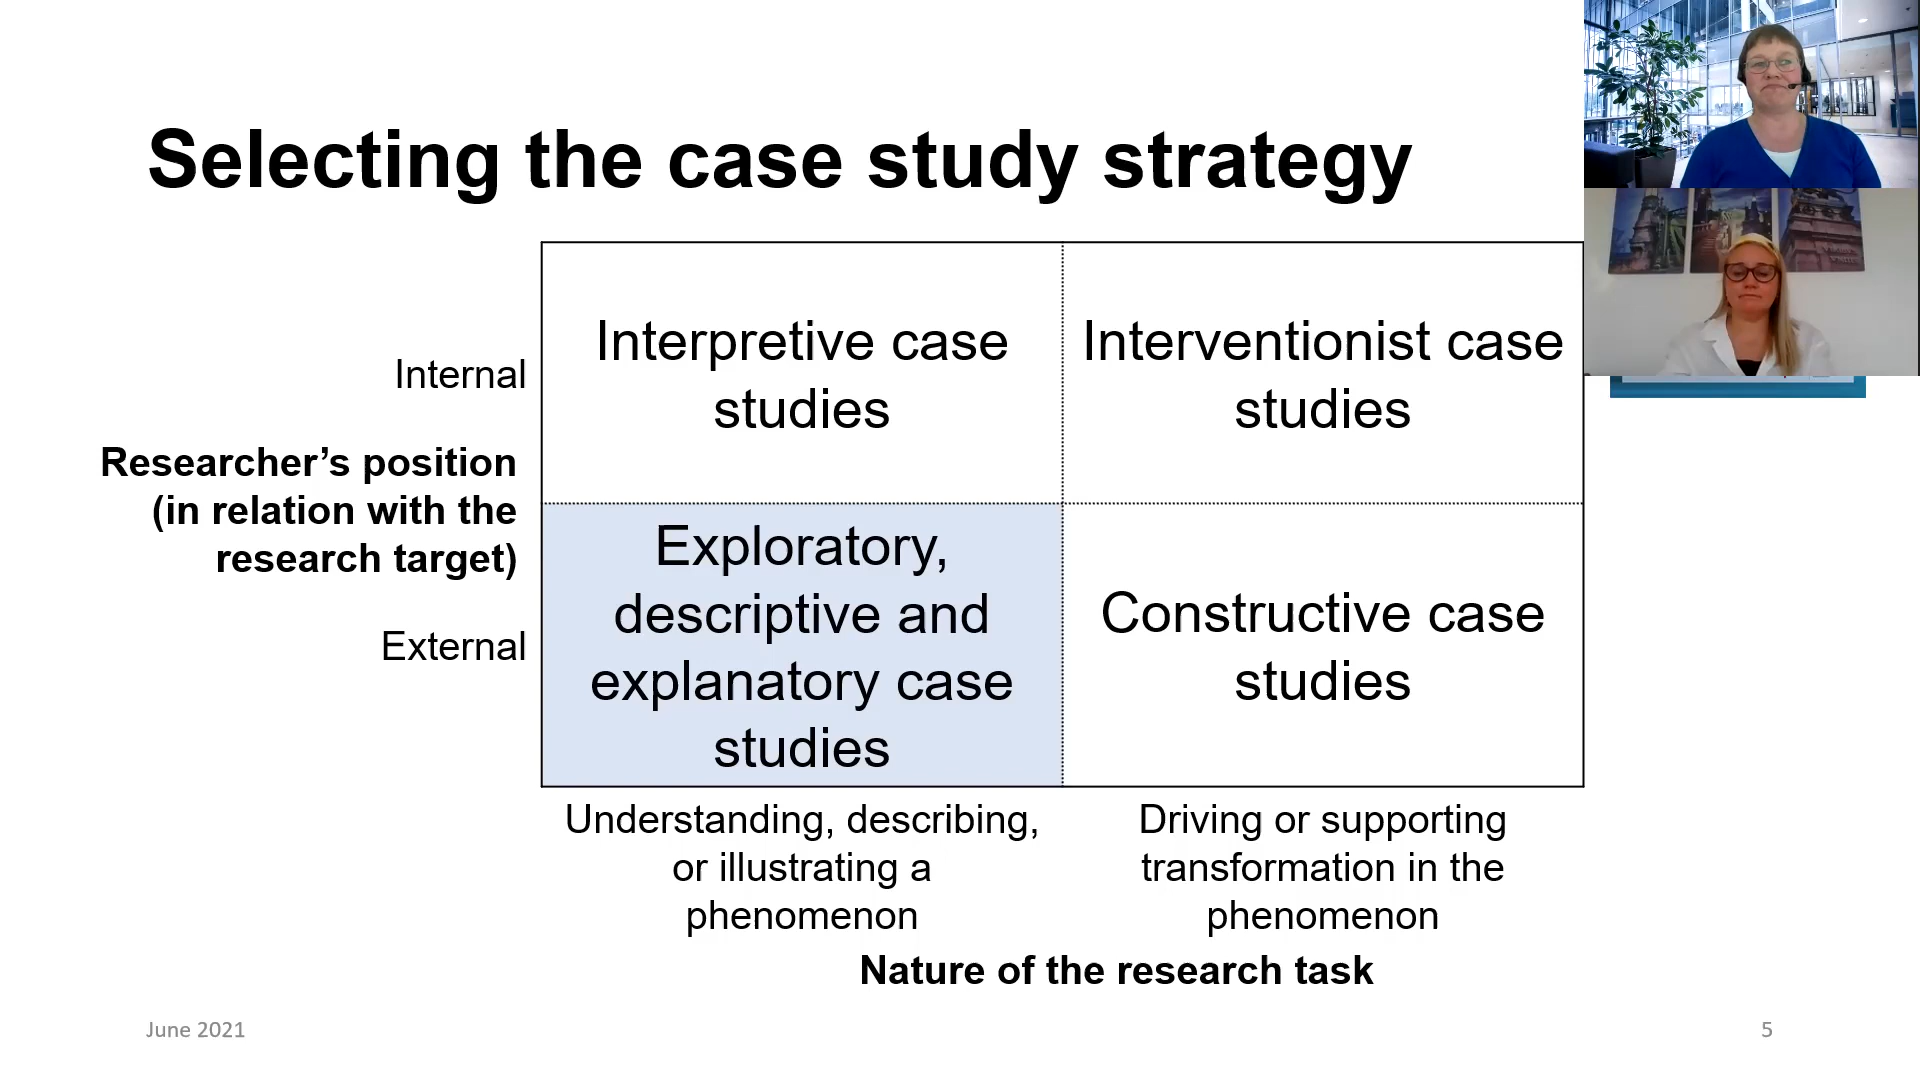 Selecting the case study strategy
Internal
Researcher’s position
(in relation with the
research target)
External
Interpretive case
studies
Interventionist case
studies
Exploratory,
descriptive and
explanatory case
studies
Constructive case
studies
Understanding, describing,
or illustrating a
phenomenon
Driving or supporting
transformation in the
phenomenon
Nature of the research task
June 2021
5